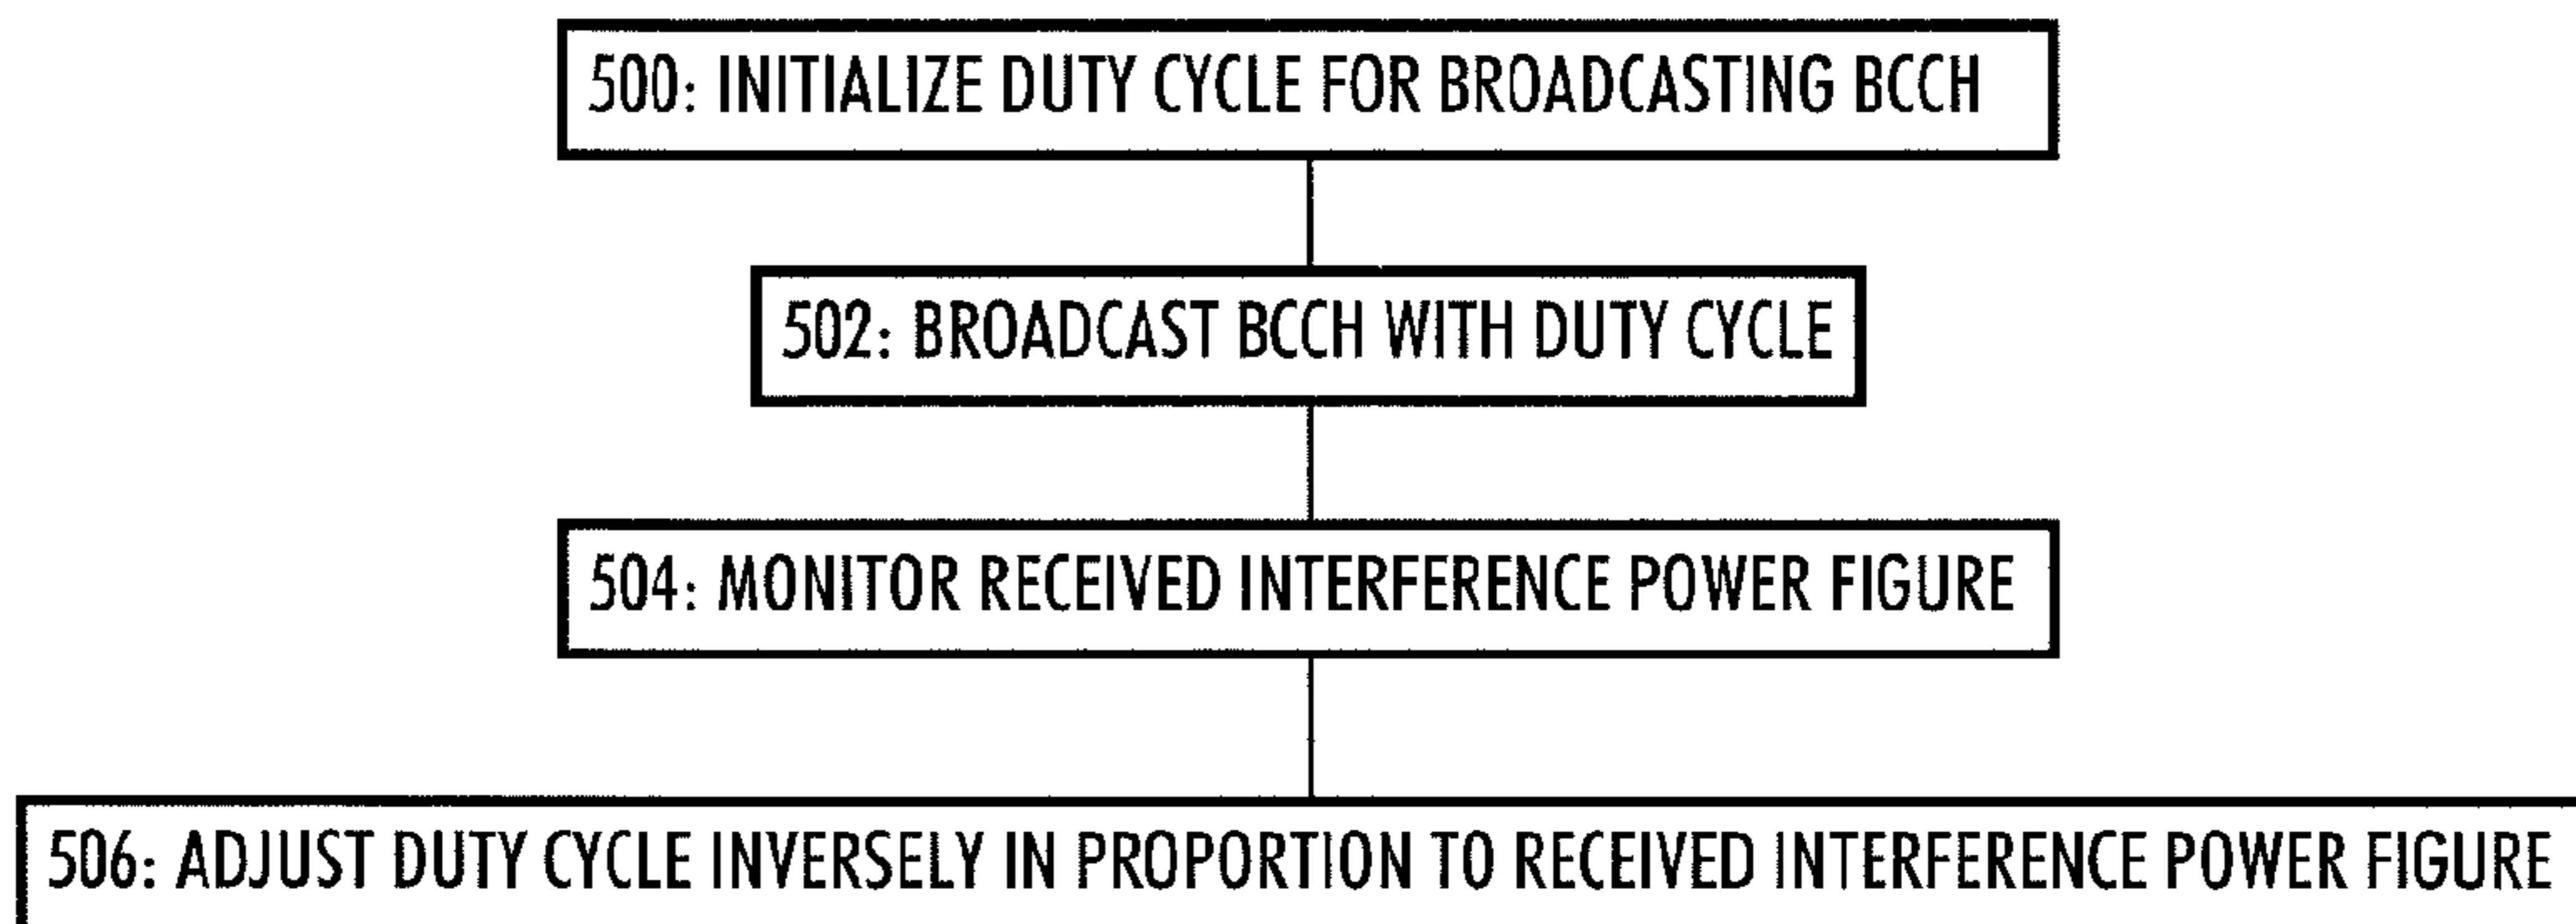 500: INITIALIZE DUTY CYCLE FOR BROADCASTING BCCH
502: BROADCAST BCCH WITH DUTY CYCLE
504: MONITOR RECEIVED INTERFERENCE POWER FIGURE
506: ADJUST DUTY CYCLE INVERSELY IN PROPORTION TO RECEIVED INTERFERENCE POWER FIGURE